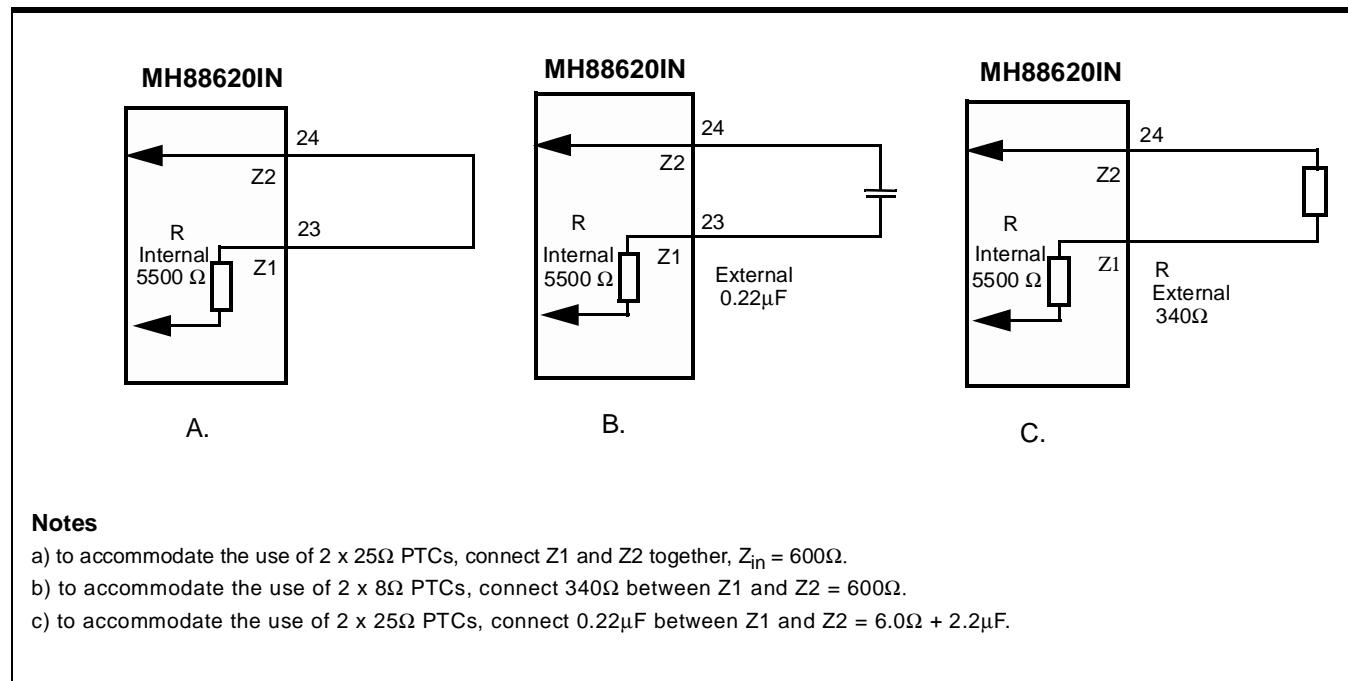 MH88620IN
24
Z2
23
R
Internal
5500 Ω
Z1
A.
MH88620IN
24
Z2
23
R
Internal
5500 Ω
Z1
External
0.22µF
B.
MH88620IN
24
Z2
R
Internal
5500 Ω
Z1
R
External
340Ω
C.
Notes
a) to accommodate the use of 2 x 25Ω PTCs, connect Z1 and Z2 together, Zin = 600Ω.
b) to accommodate the use of 2 x 8Ω PTCs, connect 340Ω between Z1 and Z2 = 600Ω.
c) to accommodate the use of 2 x 25Ω PTCs, connect 0.22µF between Z1 and Z2 = 6.0Ω + 2.2µF.